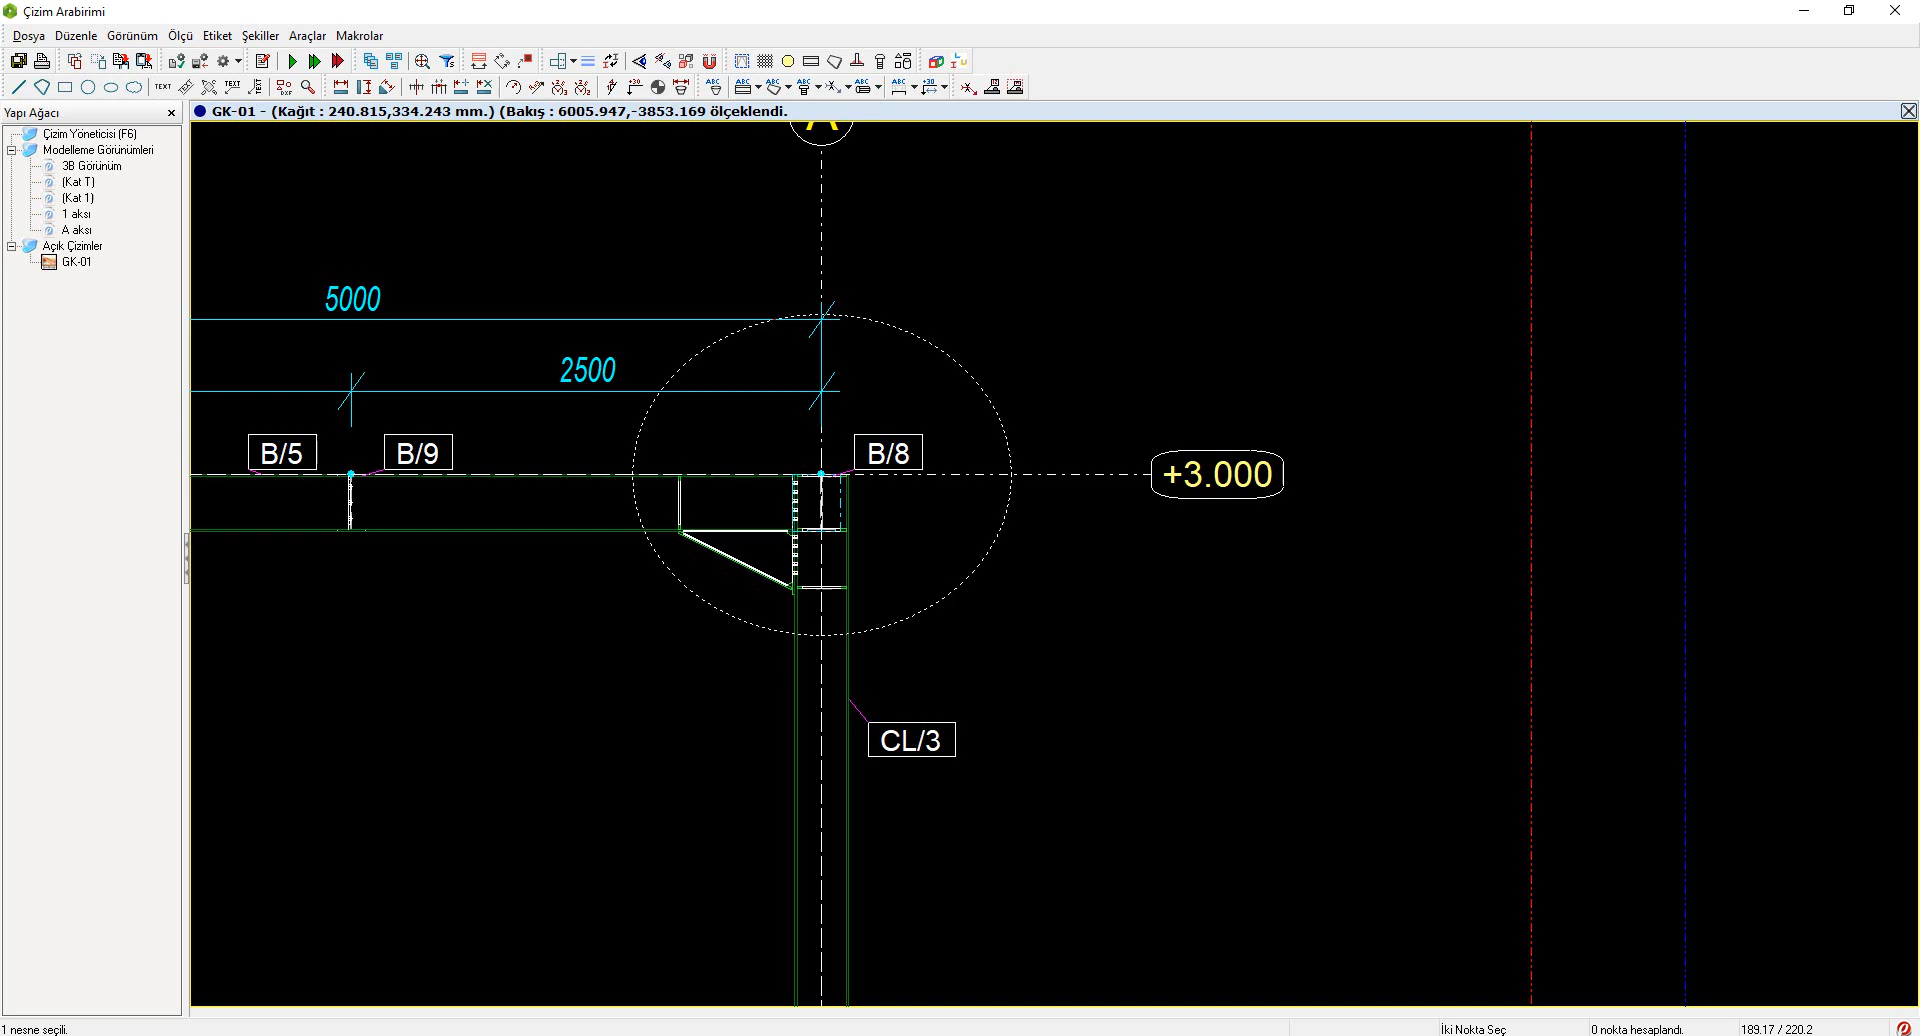 Çizim Arabirimi
Dosya Düzenle Görünüm Ölçü Etiket Şekiller Araçlar Makrolar
Yapı Ağacı
Çizim Yöneticisi (F6)
Modelleme Görünümleri
3B Görünüm
(Kat T)
(Kat 1)
1 aksı
A aksı
Açık Çizimler
GK-01
GK-01 - (Kağıt : 240.815,334.243 mm.) (Bakış : 6005.947,-3853.169 ölçeklendi.
A
5000
2500
B/5 B/9 B/8
+3.000
CL/3
1 nesne seçili.
İki Nokta Seç
0 nokta hesaplandı.
189.17 / 220.2